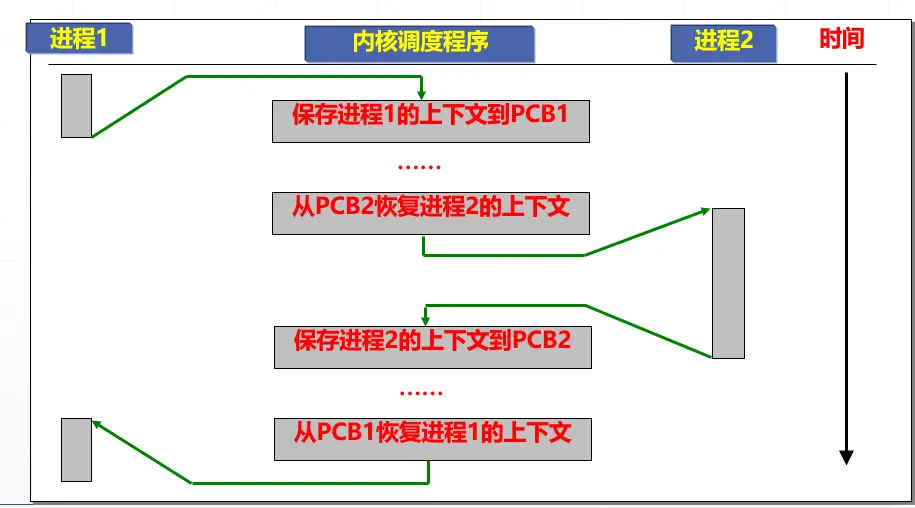 进程1
内核调度程序
进程2
时间
保存进程1的上下文到PCB1
……
从PCB2恢复进程2的上下文
保存进程2的上下文到PCB2
……
从PCB1恢复进程1的上下文